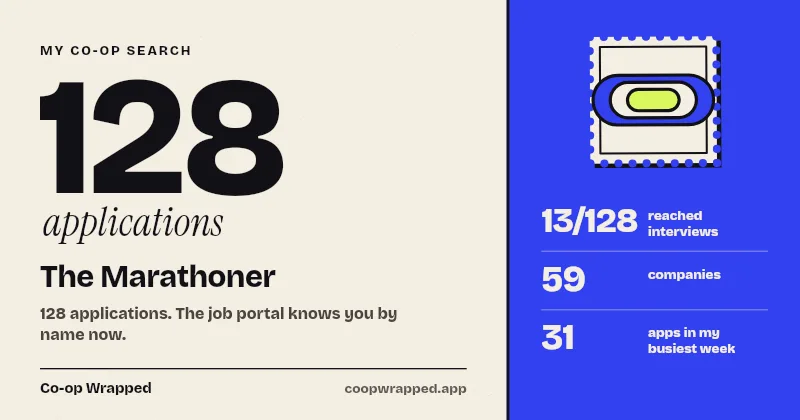 MY CO-OP SEARCH
128
applications
The Marathoner
128 applications. The job portal knows you by
name now.
Co-op Wrapped
coopwrapped.app
13/128
reached
interviews
59
companies
31
apps in my
busiest week